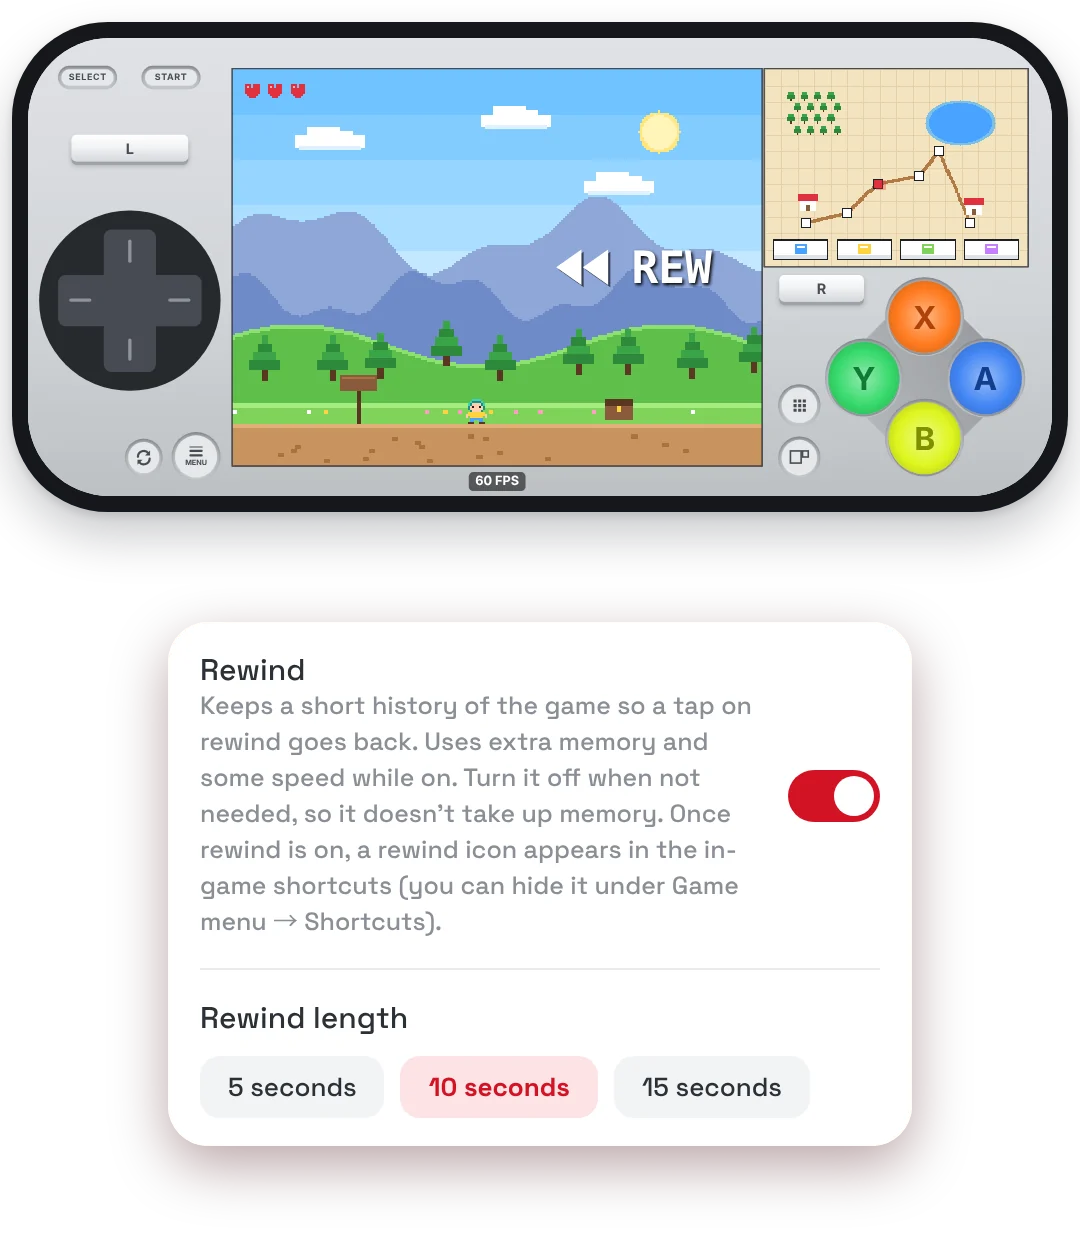 SELECT
START
L
REW
R
X
Y
A
B
MENU
60 FPS
Rewind
Keeps a short history of the game so a tap on
rewind goes back. Uses extra memory and
some speed while on. Turn it off when not
needed, so it doesn’t take up memory. Once
rewind is on, a rewind icon appears in the in-
game shortcuts (you can hide it under Game
menu → Shortcuts).
Rewind length
5 seconds
10 seconds
15 seconds